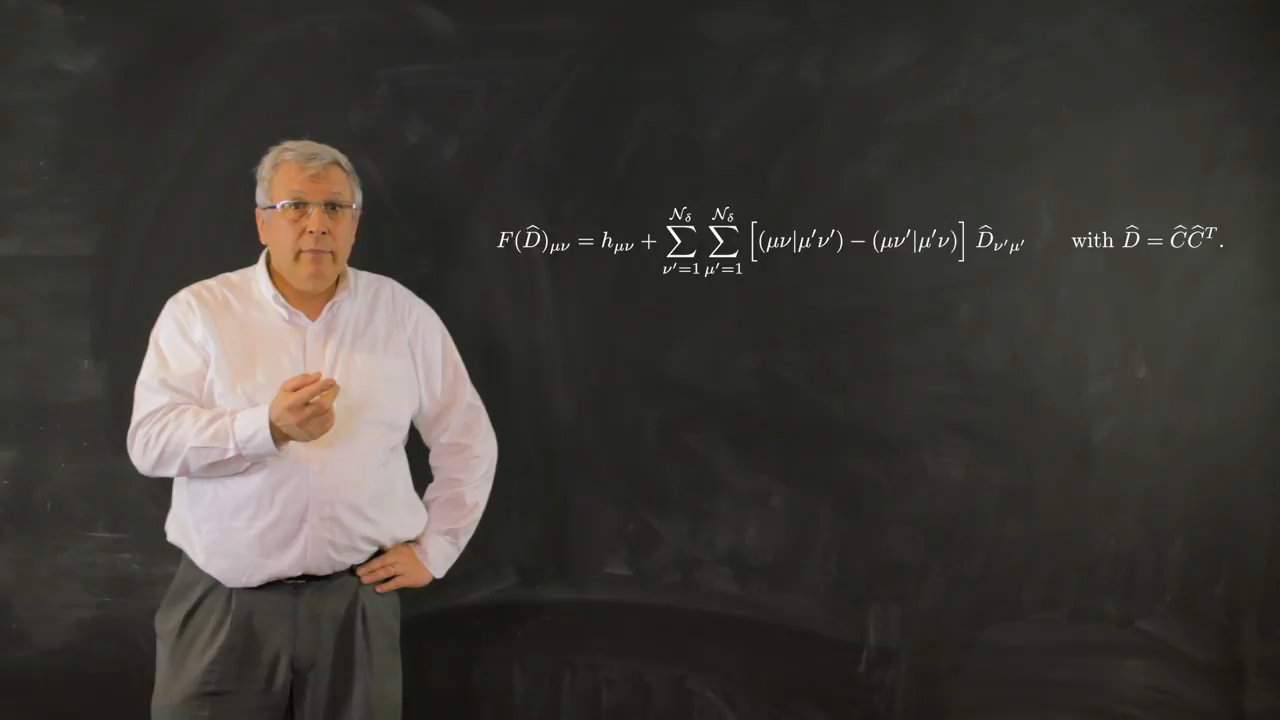 F(D̂)_{μν} = h_{μν} + ∑_{ν′=1}^{𝒩_δ} ∑_{μ′=1}^{𝒩_δ} [(μν|μ′ν′) − (μν′|μ′ν)] D̂_{ν′μ′} with D̂ = ĈĈ^T.